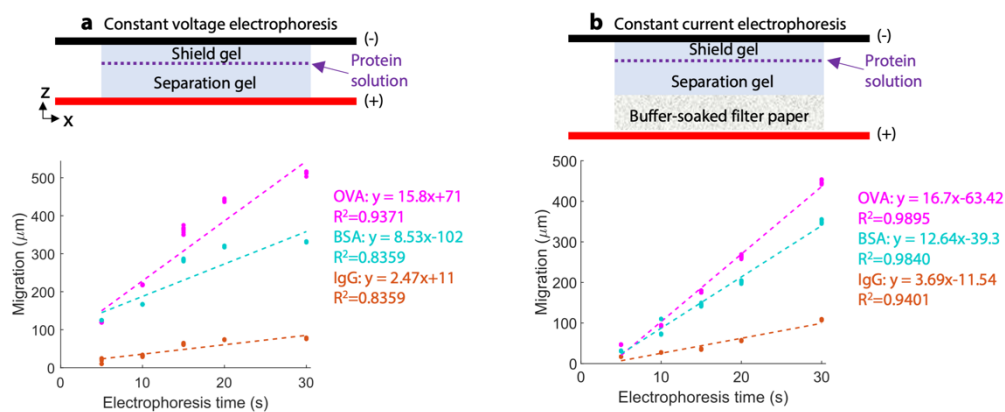 a Constant voltage electrophoresis
(-)
Shield gel
Protein
solution
Separation gel
(+)
Z
X
500
400
300
200
100
0
0 10 20 30
Migration (μm)
Electrophoresis time (s)
OVA: y = 15.8x+71
R²=0.9371
BSA: y = 8.53x-102
R²=0.8359
IgG: y = 2.47x+11
R²=0.8359
b Constant current electrophoresis
(-)
Shield gel
Protein
solution
Separation gel
Buffer-soaked filter paper
(+)
500
400
300
200
100
0
0 10 20 30
Migration (μm)
Electrophoresis time (s)
OVA: y = 16.7x-63.42
R²=0.9895
BSA: y = 12.64x-39.3
R²=0.9840
IgG: y = 3.69x-11.54
R²=0.9401